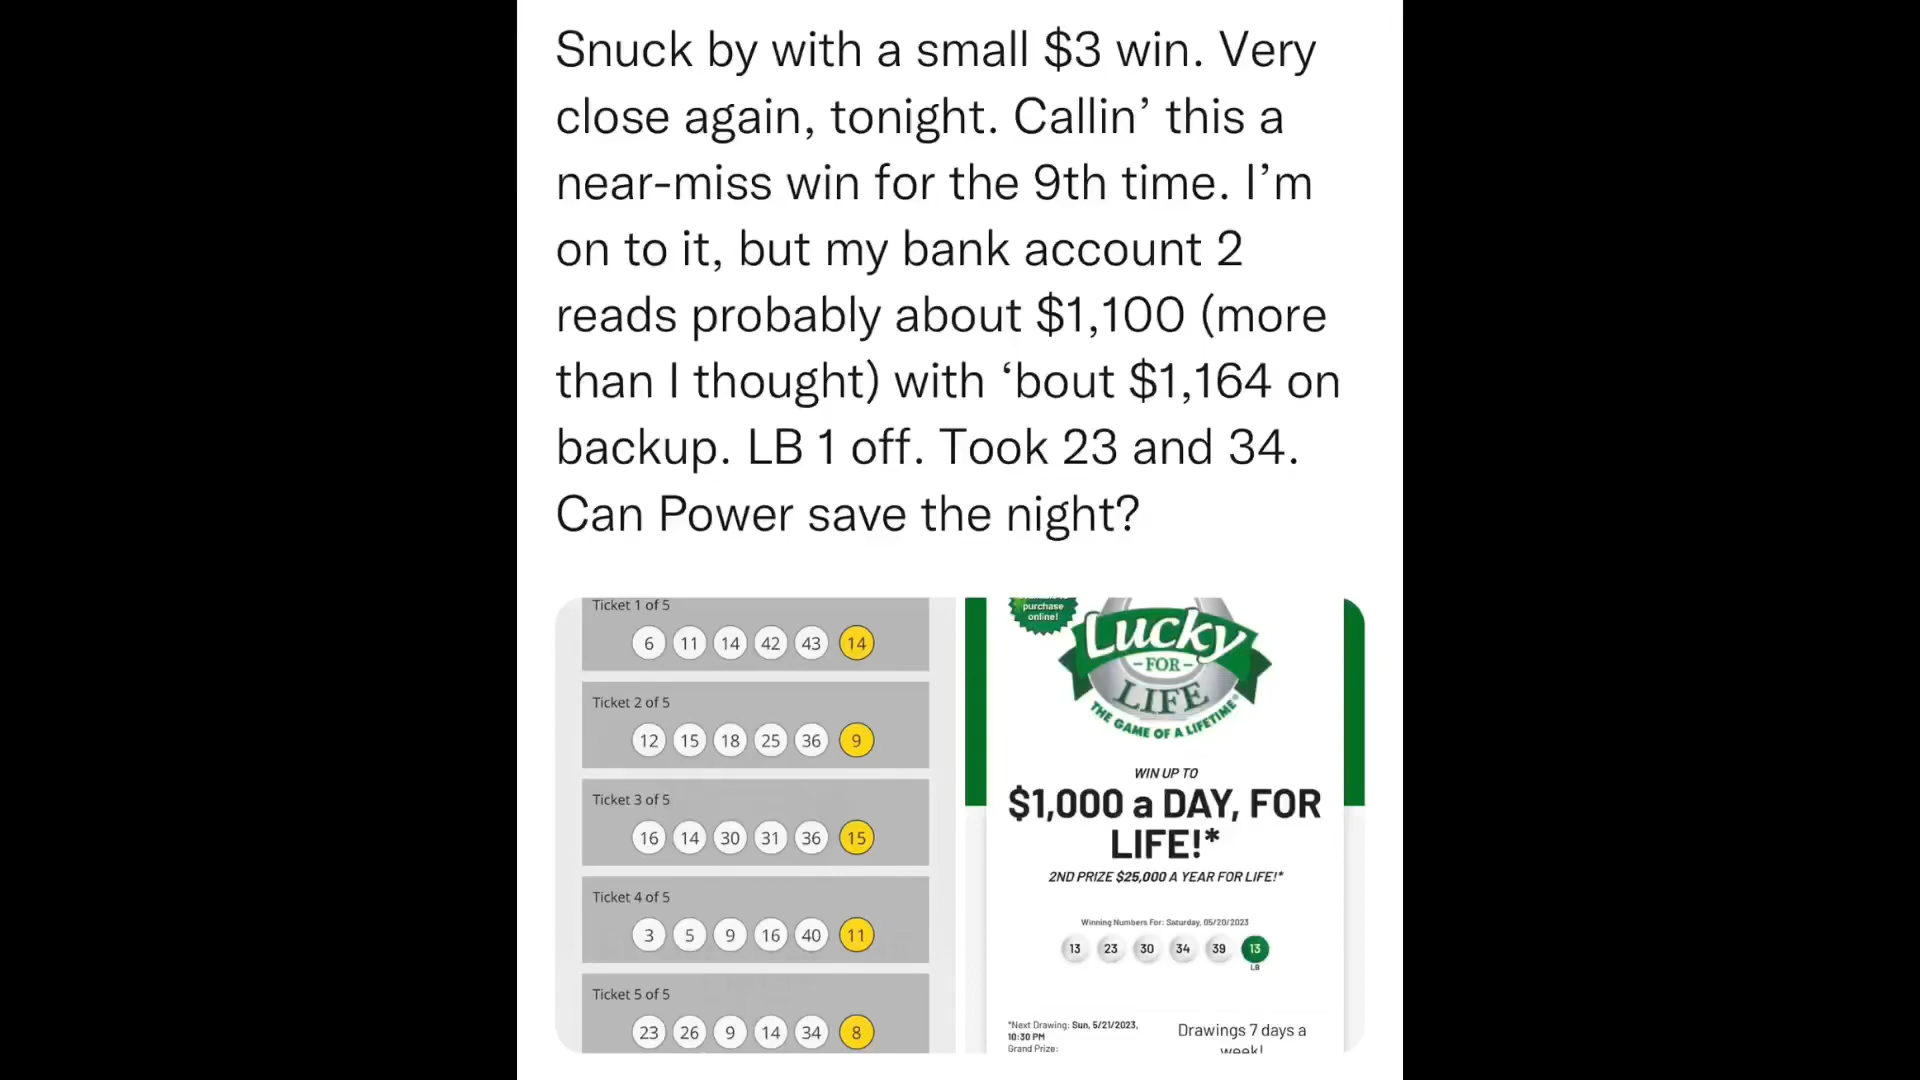 Snuck by with a small $3 win. Very
close again, tonight. Callin’ this a
near-miss win for the 9th time. I’m
on to it, but my bank account 2
reads probably about $1,100 (more
than I thought) with ‘bout $1,164 on
backup. LB 1 off. Took 23 and 34.
Can Power save the night?
Ticket 1 of 5
6 11 14 42 43 14
Ticket 2 of 5
12 15 18 25 36 9
Ticket 3 of 5
16 14 30 31 36 15
Ticket 4 of 5
3 5 9 16 40 11
Ticket 5 of 5
23 26 9 14 34 8
purchase
online!
Lucky
-FOR-
LIFE
THE GAME OF A LIFETIME
WIN UP TO
$1,000 a DAY, FOR
LIFE!*
2ND PRIZE $25,000 A YEAR FOR LIFE!*
Winning Numbers For: Saturday, 05/20/2023
13 23 30 34 39 13
LB
*Next Drawing: Sun, 5/21/2023,
10:30 PM
Grand Prize:
Drawings 7 days a
week!